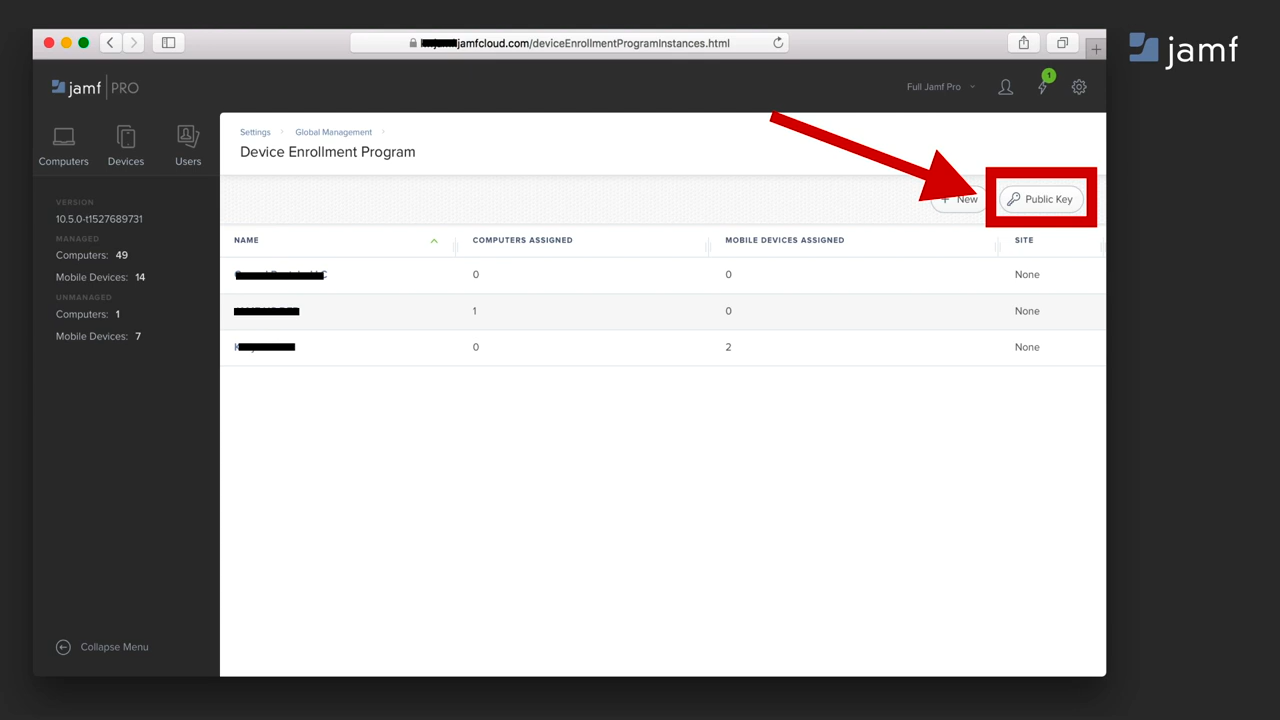 jamfcloud.com/deviceEnrollmentProgramInstances.html
jamf
jamf PRO
Full Jamf Pro
1
Computers
Devices
Users
Settings
Global Management
Device Enrollment Program
New
Public Key
VERSION
10.5.0-t1527689731
MANAGED
Computers: 49
Mobile Devices: 14
UNMANAGED
Computers: 1
Mobile Devices: 7
NAME COMPUTERS ASSIGNED MOBILE DEVICES ASSIGNED SITE
0 0 None
1 0 None
0 2 None
Collapse Menu